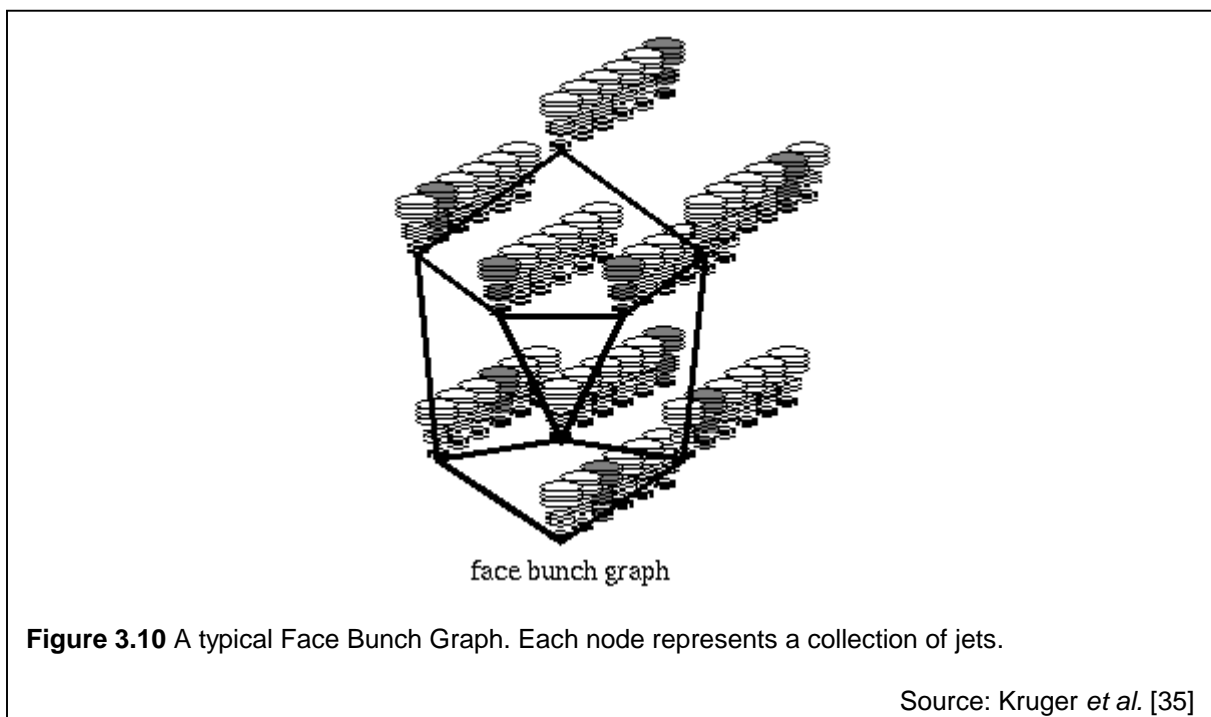 face bunch graph
Figure 3.10 A typical Face Bunch Graph. Each node represents a collection of jets.
Source: Kruger et al. [35]